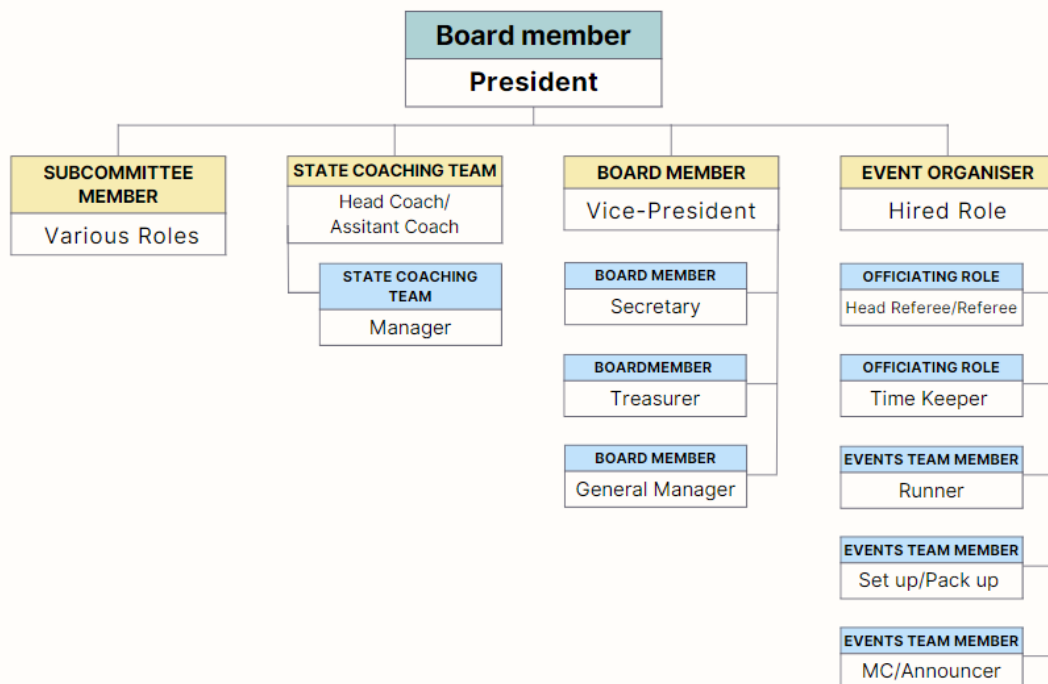 Board member
President
SUBCOMMITTEE
MEMBER
Various Roles
STATE COACHING TEAM
Head Coach/
Assitant Coach
STATE COACHING
TEAM
Manager
BOARD MEMBER
Vice-President
BOARD MEMBER
Secretary
BOARDMEMBER
Treasurer
BOARD MEMBER
General Manager
EVENT ORGANISER
Hired Role
OFFICIATING ROLE
Head Referee/Referee
OFFICIATING ROLE
Time Keeper
EVENTS TEAM MEMBER
Runner
EVENTS TEAM MEMBER
Set up/Pack up
EVENTS TEAM MEMBER
MC/Announcer